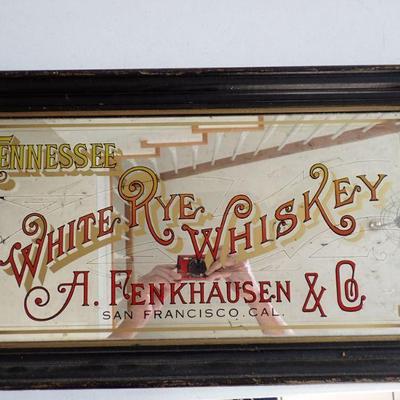 TENNESSEE
WHITE RYE WHISKEY
A. FENKHAUSEN & Co.
SAN FRANCISCO. CAL.